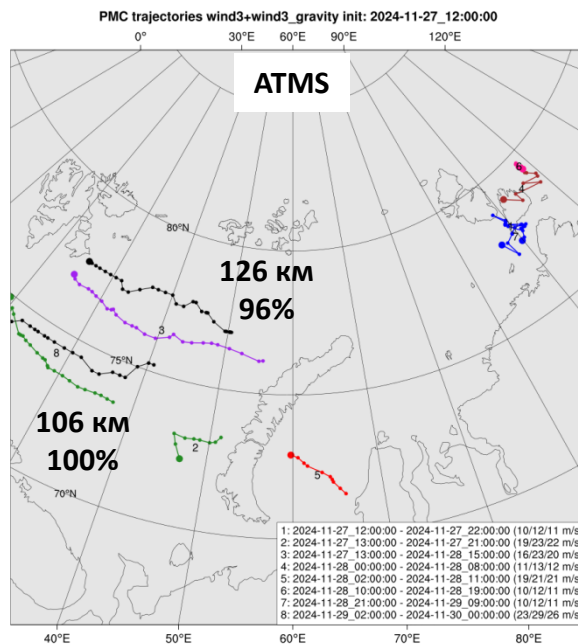 PMC trajectories wind3+wind3_gravity init: 2024-11-27_12:00:00
0° 30°E 60°E 90°E 120°E
ATMS
6
4
7
80°N
126 км
96%
3
8
75°N
106 км
100%
2
5
70°N
1: 2024-11-27_12:00:00 - 2024-11-27_22:00:00 (10/12/11 m/s
2: 2024-11-27_13:00:00 - 2024-11-27_21:00:00 (19/23/22 m/s
3: 2024-11-27_13:00:00 - 2024-11-28_15:00:00 (16/23/20 m/s
4: 2024-11-28_00:00:00 - 2024-11-28_08:00:00 (11/13/12 m/s
5: 2024-11-28_02:00:00 - 2024-11-28_11:00:00 (19/21/21 m/s
6: 2024-11-28_10:00:00 - 2024-11-28_19:00:00 (10/12/11 m/s
7: 2024-11-28_21:00:00 - 2024-11-29_09:00:00 (10/12/11 m/s
8: 2024-11-29_02:00:00 - 2024-11-30_00:00:00 (23/29/26 m/s
40°E 50°E 60°E 70°E 80°E